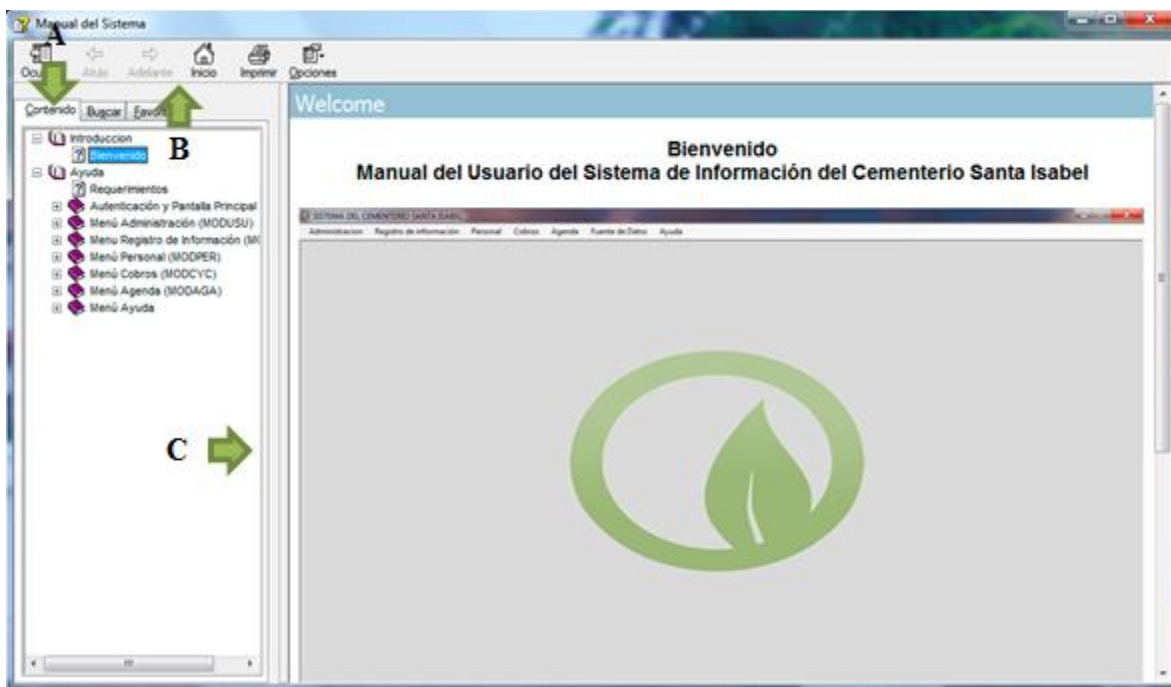 Manual del Sistema
A
Atrás Adelante Inicio Imprimir Opciones
Contenido Buscar
B
Welcome
Introduccion
Bienvenido
Ayuda
Requerimientos
Autenticación y Pantalla Principal
Menú Administración (MODUSU)
Menu Registro de Información
Menú Personal (MODPER)
Menú Cobros (MODCYC)
Menú Agenda (MODAGA)
Menú Ayuda
C
Bienvenido
Manual del Usuario del Sistema de Información del Cementerio Santa Isabel
SISTEMA DEL CEMENTERIO SANTA ISABEL
Administracion Registro de información Personal Cobros Agenda Fuente de Datos Ayuda